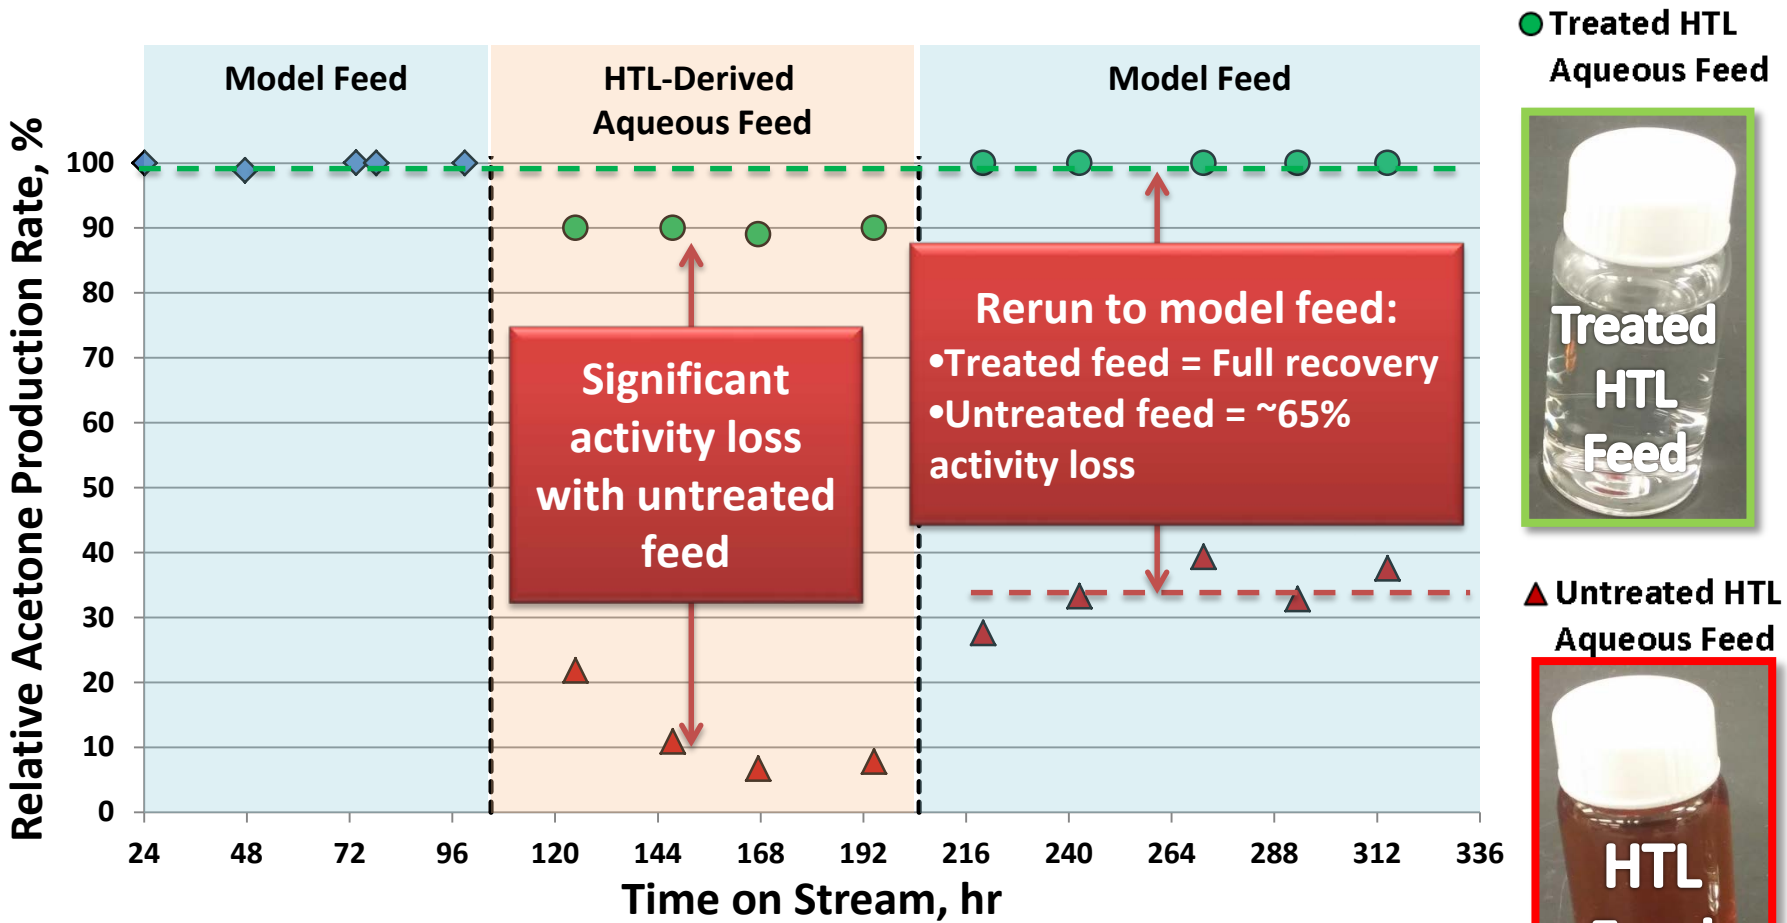 Treated HTL
Aqueous Feed
Model Feed
HTL-Derived
Aqueous Feed
Model Feed
Relative Acetone Production Rate, %
100
90
80
70
60
50
40
30
20
10
0
Significant
activity loss
with untreated
feed
Rerun to model feed:
•Treated feed = Full recovery
•Untreated feed = ~65%
activity loss
Treated
HTL
Feed
Untreated HTL
Aqueous Feed
HTL
24 48 72 96 120 144 168 192 216 240 264 288 312 336
Time on Stream, hr